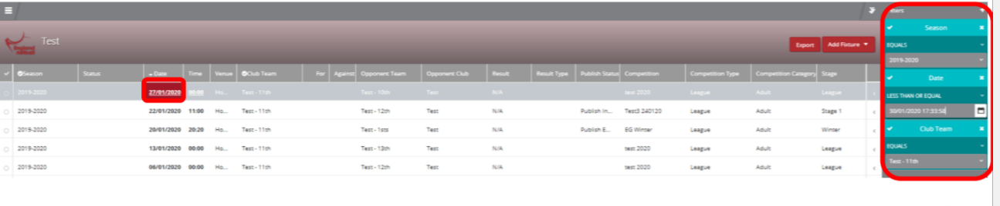 Test
England
netball
Export Add Fixture
Season Status Date Time Venue Club Team For Against Opponent Team Opponent Club Result Result Type Publish Status Competition Competition Type Competition Category Stage
2019-2020 27/01/2020 00:00 Ho... Test - 11th Test - 10th Test N/A test 2020 League Adult League
2019-2020 22/01/2020 11:00 Ho... Test - 11th Test - 12th Test N/A Publish In... Test3 240120 League Adult Stage 1
2019-2020 20/01/2020 20:20 Ho... Test - 11th Test - 1sts Test N/A Publish E... EG Winter League Adult Winter
2019-2020 13/01/2020 00:00 Ho... Test - 11th Test - 13th Test N/A test 2020 League Adult League
2019-2020 06/01/2020 00:00 Ho... Test - 11th Test - 12th Test N/A test 2020 League Adult League
Season
EQUALS
2019-2020
Date
LESS THAN OR EQUAL
30/01/2020 17:33:58
Club Team
EQUALS
Test - 11th